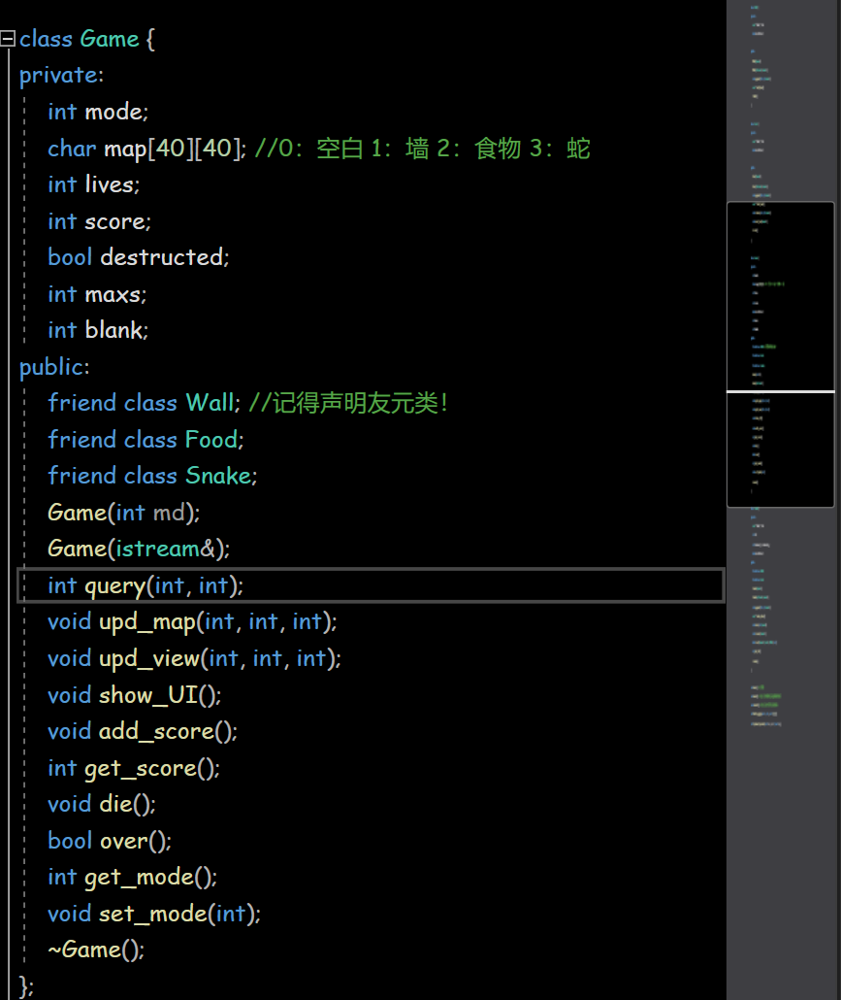 class Game {
private:
int mode;
char map[40][40]; //0：空白 1：墙 2：食物 3：蛇
int lives;
int score;
bool destructed;
int maxs;
int blank;
public:
friend class Wall; //记得声明友元类！
friend class Food;
friend class Snake;
Game(int md);
Game(istream&);
int query(int, int);
void upd_map(int, int, int);
void upd_view(int, int, int);
void show_UI();
void add_score();
int get_score();
void die();
bool over();
int get_mode();
void set_mode(int);
~Game();
};